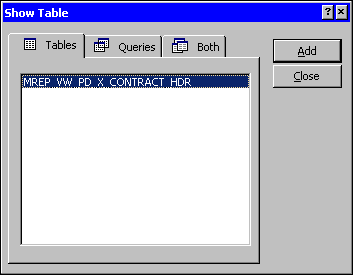 Show Table
Tables Queries Both
Add
MREP_VW_PD_X_CONTRACT_HDR
Close